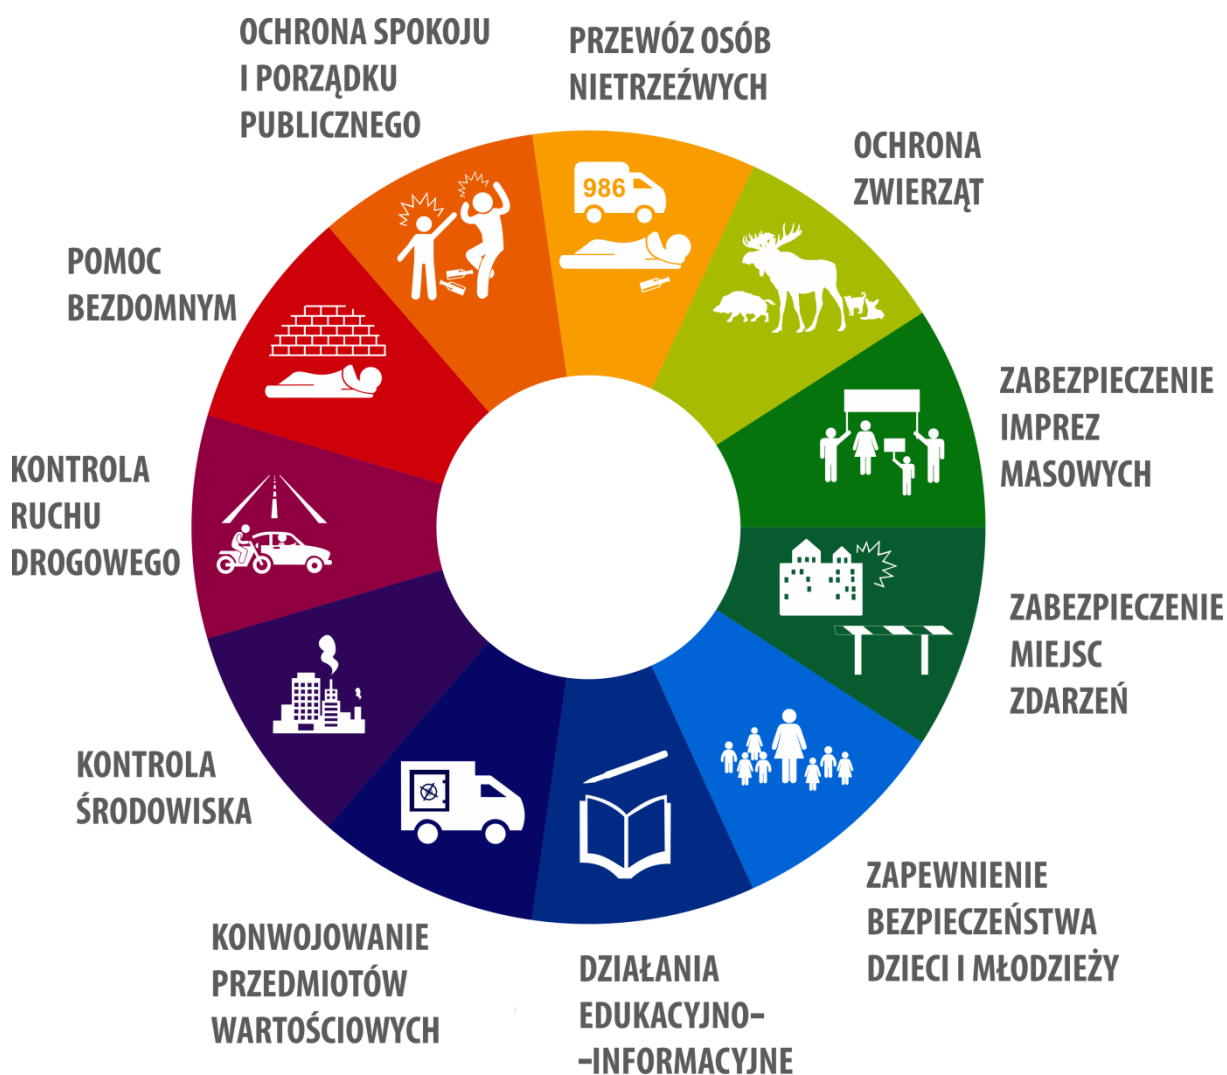 OCHRONA SPOKOJU
I PORZĄDKU
PUBLICZNEGO
PRZEWÓZ OSÓB
NIETRZEŹWYCH
986
OCHRONA
ZWIERZĄT
ZABEZPIECZENIE
IMPREZ
MASOWYCH
ZABEZPIECZENIE
MIEJSC
ZDARZEŃ
ZAPEWNIENIE
BEZPIECZEŃSTWA
DZIECI I MŁODZIEŻY
DZIAŁANIA
EDUKACYJNO-
-INFORMACYJNE
KONWOJOWANIE
PRZEDMIOTÓW
WARTOŚCIOWYCH
KONTROLA
ŚRODOWISKA
KONTROLA
RUCHU
DROGOWEGO
POMOC
BEZDOMNYM